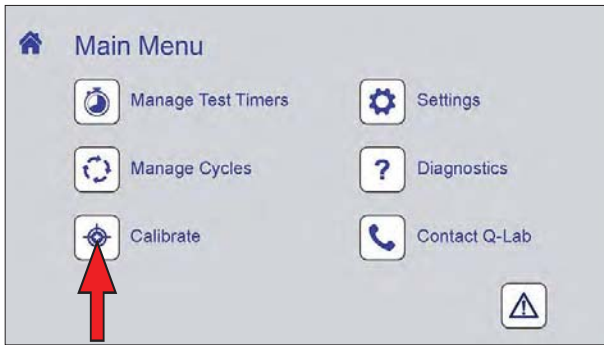 Main Menu
Manage Test Timers
Settings
Manage Cycles
?
Diagnostics
Calibrate
Contact Q-Lab